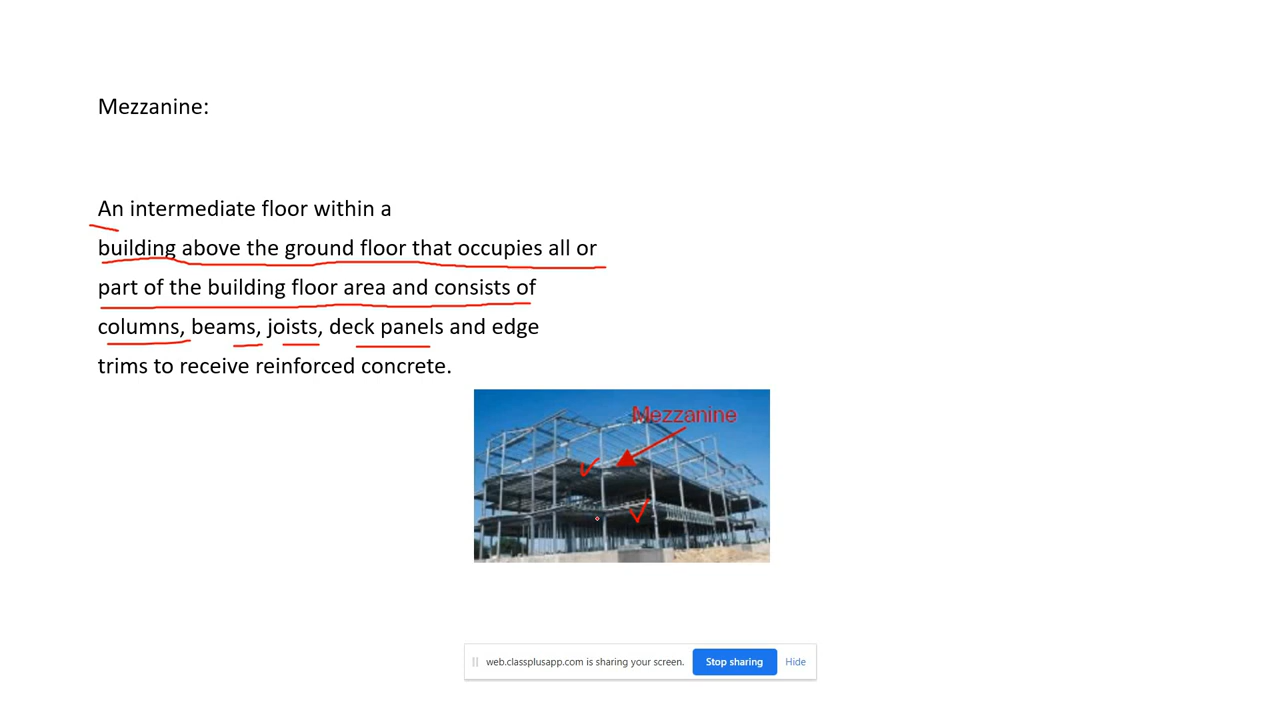 Mezzanine:
An intermediate floor within a
building above the ground floor that occupies all or
part of the building floor area and consists of
columns, beams, joists, deck panels and edge
trims to receive reinforced concrete.
Mezzanine
web.classplusapp.com is sharing your screen. Stop sharing Hide